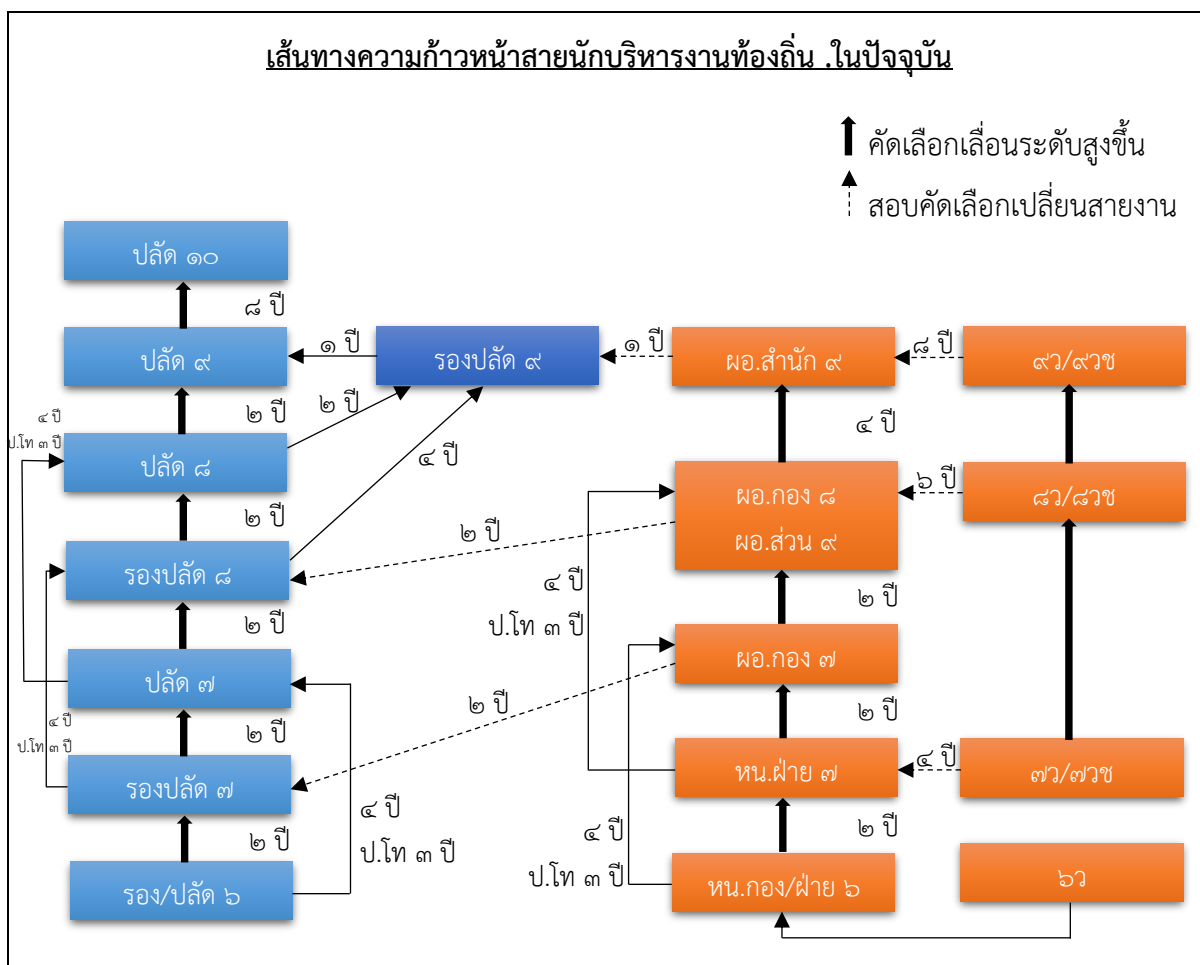 เส้นทางความก้าวหน้าสายนักบริหารงานท้องถิ่น .ในปัจจุบัน
คัดเลือกเลื่อนระดับสูงขึ้น
สอบคัดเลือกเปลี่ยนสายงาน
ปลัด ๑๐
๘ ปี
ปลัด ๙
๑ ปี
รองปลัด ๙
๑ ปี
ผอ.สำนัก ๙
๘ ปี
๙ว/๙วช
๒ ปี
๒ ปี
๔ ปี
๔ ปี
ป.โท ๓ ปี
ปลัด ๘
๔ ปี
ผอ.กอง ๘
ผอ.ส่วน ๙
๖ ปี
๘ว/๘วช
๒ ปี
๒ ปี
รองปลัด ๘
๔ ปี
ป.โท ๓ ปี
๒ ปี
๒ ปี
ผอ.กอง ๗
ปลัด ๗
๒ ปี
๒ ปี
๔ ปี
ป.โท ๓ ปี
๒ ปี
รองปลัด ๗
หน.ฝ่าย ๗
๔ ปี
๗ว/๗วช
๒ ปี
๔ ปี
ป.โท ๓ ปี
๔ ปี
ป.โท ๓ ปี
๒ ปี
รอง/ปลัด ๖
หน.กอง/ฝ่าย ๖
๖ว